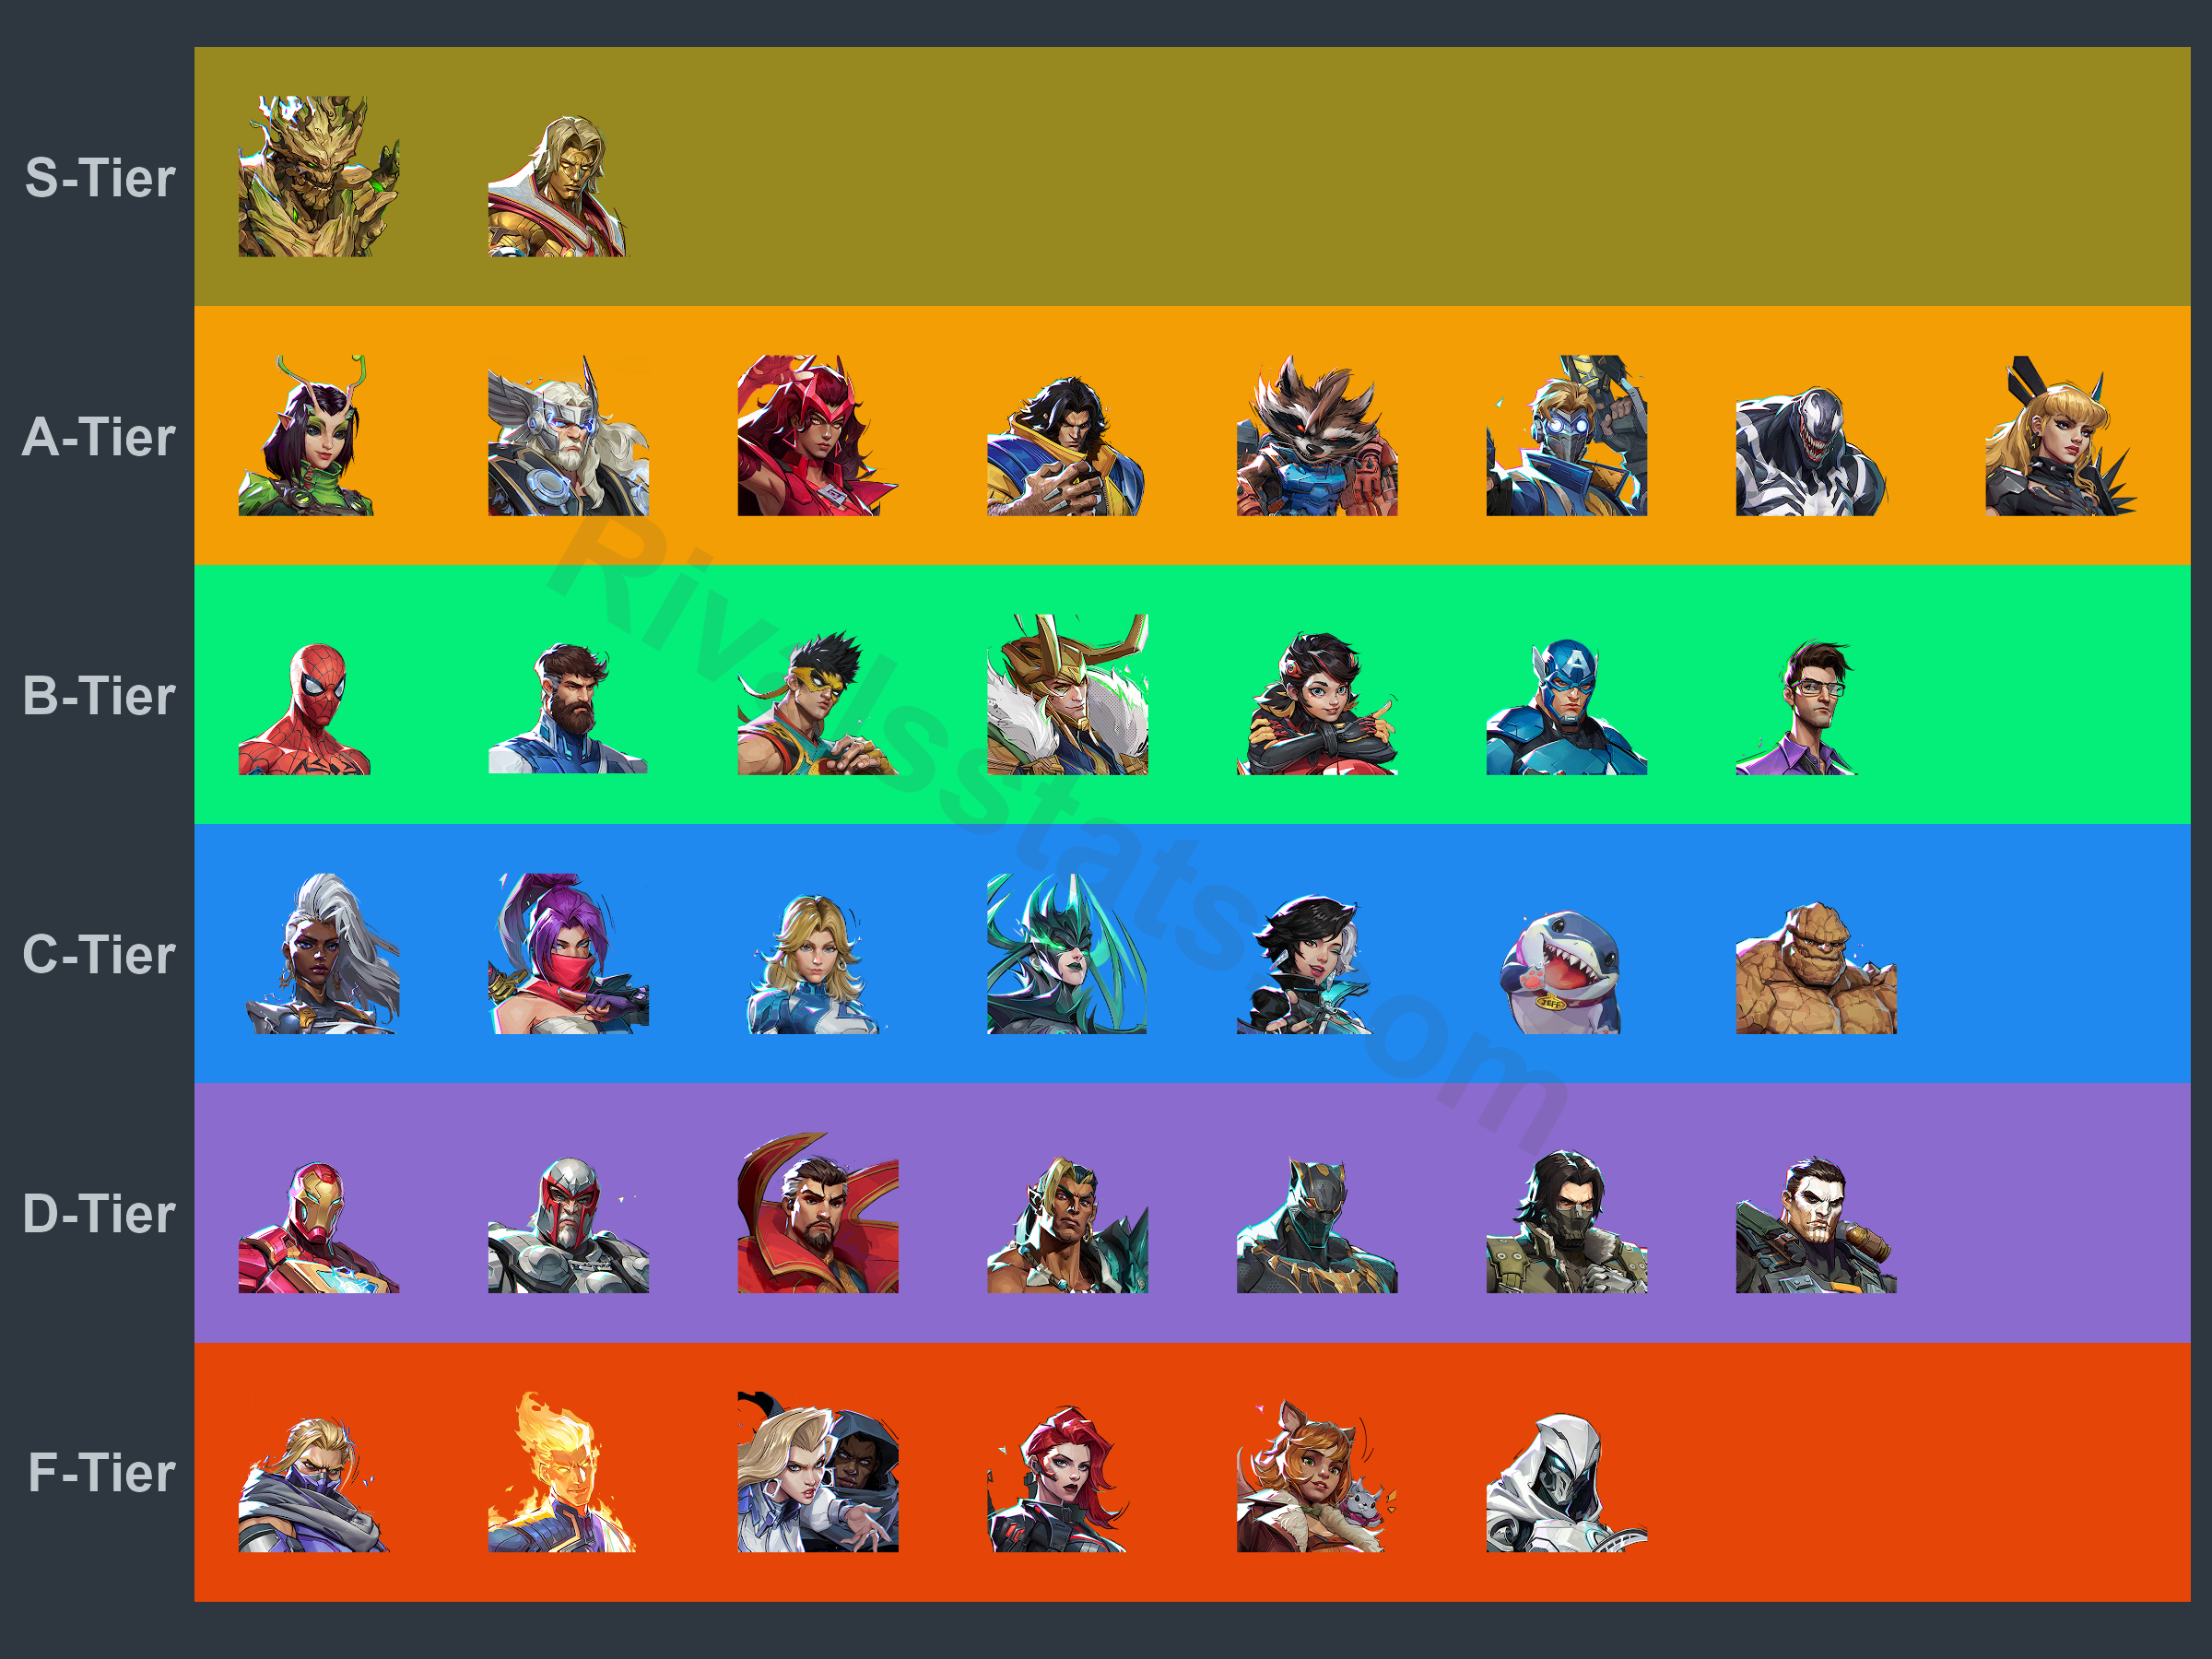 S-Tier
A-Tier
B-Tier
C-Tier
D-Tier
F-Tier
Rivalsstats.com
JEFF